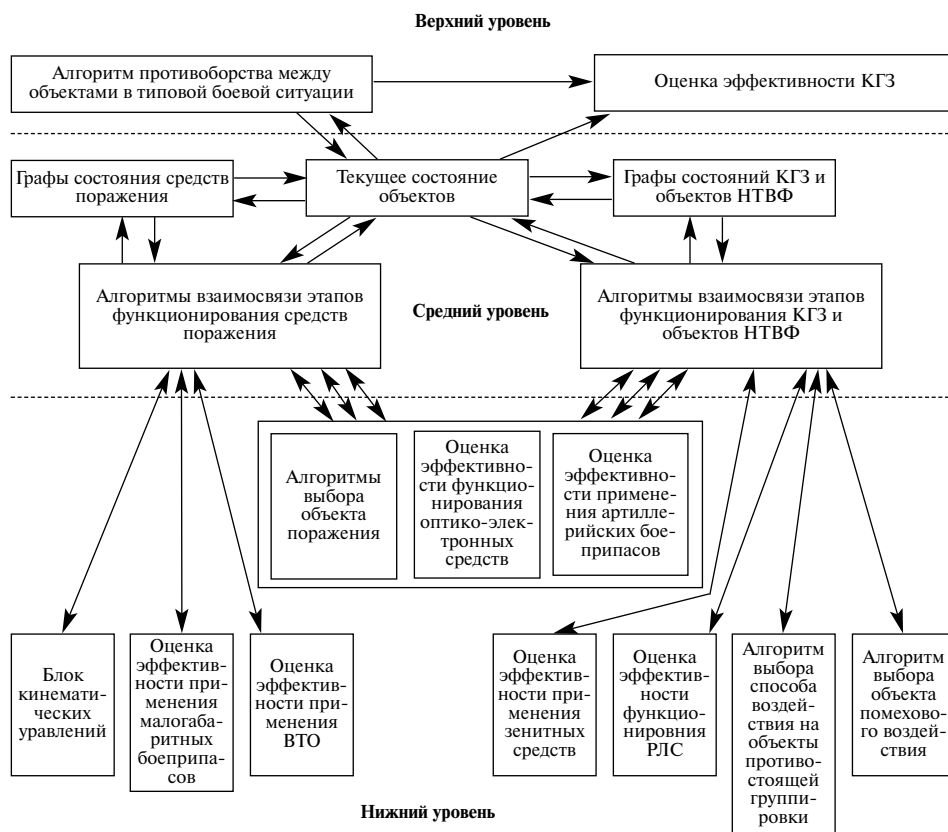 Верхний уровень
Алгоритм противоборства между
объектами в типовой боевой ситуации
Оценка эффективности КГЗ
Графы состояния средств
поражения
Текущее состояние
объектов
Графы состояний КГЗ и
объектов НТВФ
Алгоритмы взаимосвязи этапов
функционирования средств
поражения
Средний уровень
Алгоритмы взаимосвязи этапов
функционирования КГЗ и
объектов НТВФ
Алгоритмы
выбора
объекта
поражения
Оценка
эффективно-
сти функцио-
нирования
оптико-элек-
тронных
средств
Оценка
эффективно-
сти примене-
ния артилле-
рийских бое-
припасов
Блок
кинемати-
ческих
уравлений
Оценка
эффектив-
ности при-
менения
малогаба-
ритных
боеприпа-
сов
Оценка
эффектив-
ности при-
менения
ВТО
Оценка
эффектив-
ности при-
менения
зенитных
средств
Оценка
эффектив-
ности
функцио-
нировния
РЛС
Алгоритм
выбора
способа
воздей-
ствия на
объекты
противо-
стоящей
группи-
ровки
Алгоритм
выбора
объекта
помехово-
го воздей-
ствия
Нижний уровень